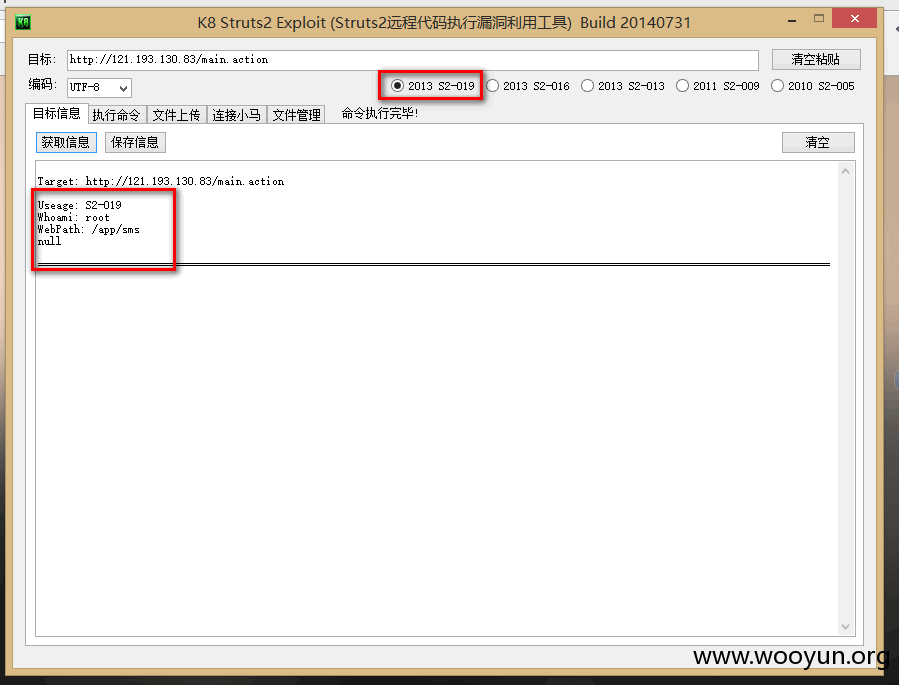 K8 Struts2 Exploit (Struts2远程代码执行漏洞利用工具) Build 20140731
目标: http://121.193.130.83/main.action 清空粘贴
编码: UTF-8 2013 S2-019 2013 S2-016 2013 S2-013 2011 S2-009 2010 S2-005
目标信息 执行命令 文件上传 连接小马 文件管理 命令执行完毕!
获取信息 保存信息 清空
Target: http://121.193.130.83/main.action
Useage: S2-019
Whoami: root
WebPath: /app/sms
null
www.wooyun.org